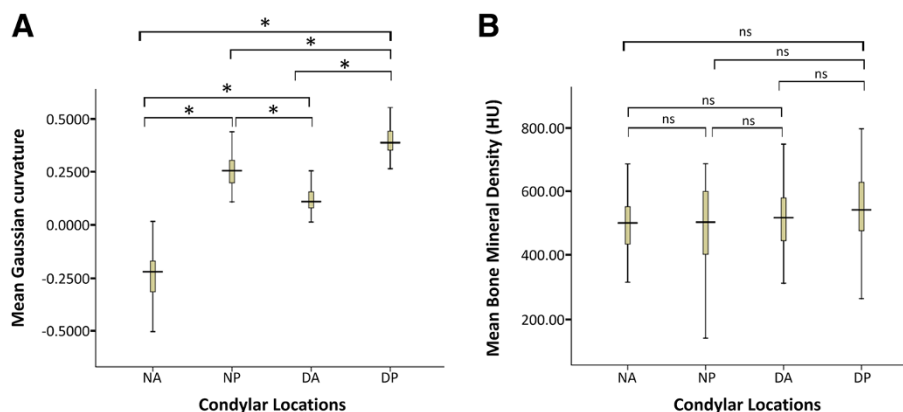 A
*
*
*
*
*
*
0.5000
0.2500
0.0000
-0.2500
-0.5000
Mean Gaussian curvature
NA NP DA DP
Condylar Locations
B
ns
ns
ns
ns
ns
ns
800.00
600.00
400.00
200.00
Mean Bone Mineral Density (HU)
NA NP DA DP
Condylar Locations